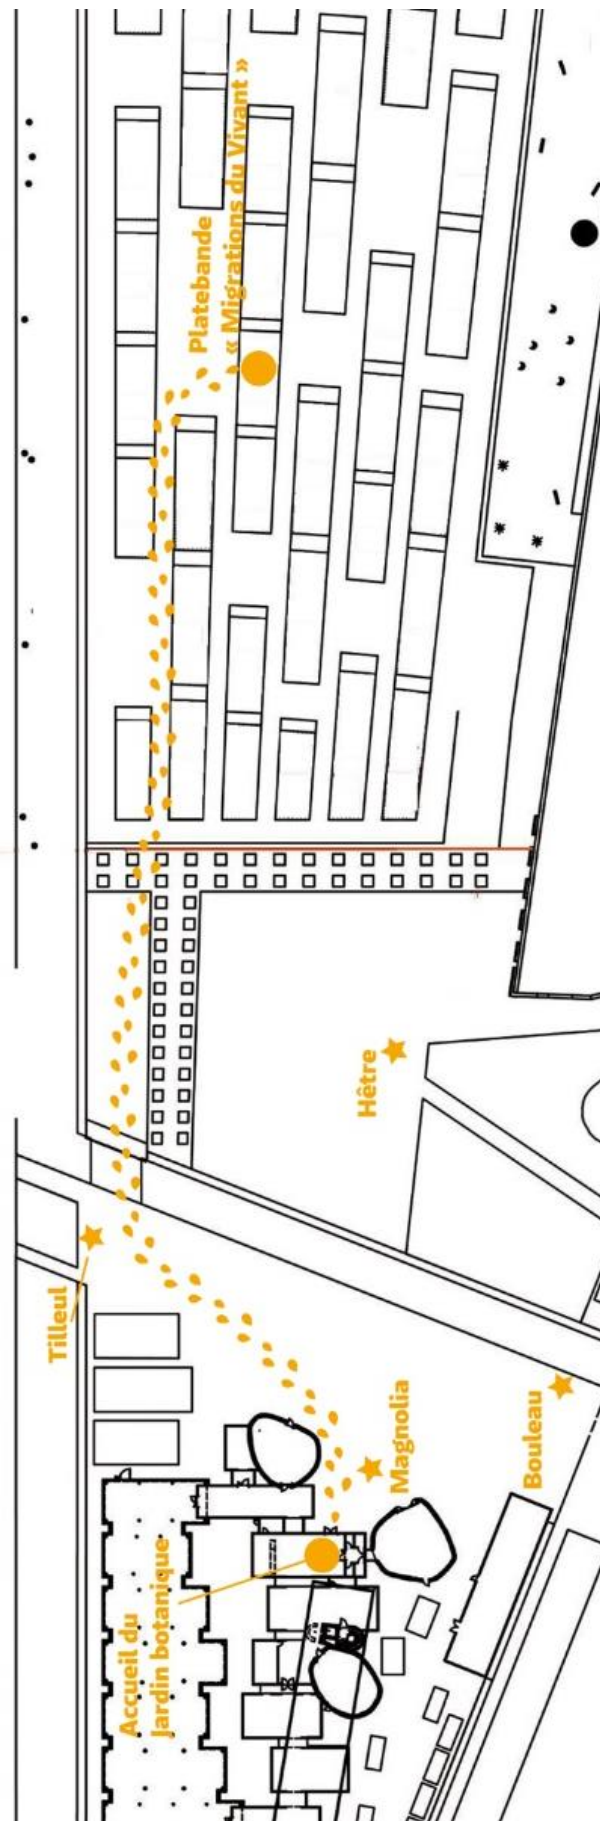 Platebande
« Migrations du Vivant »
Hêtre
Tilleul
Magnolia
Bouleau
Accueil du
Jardin botanique